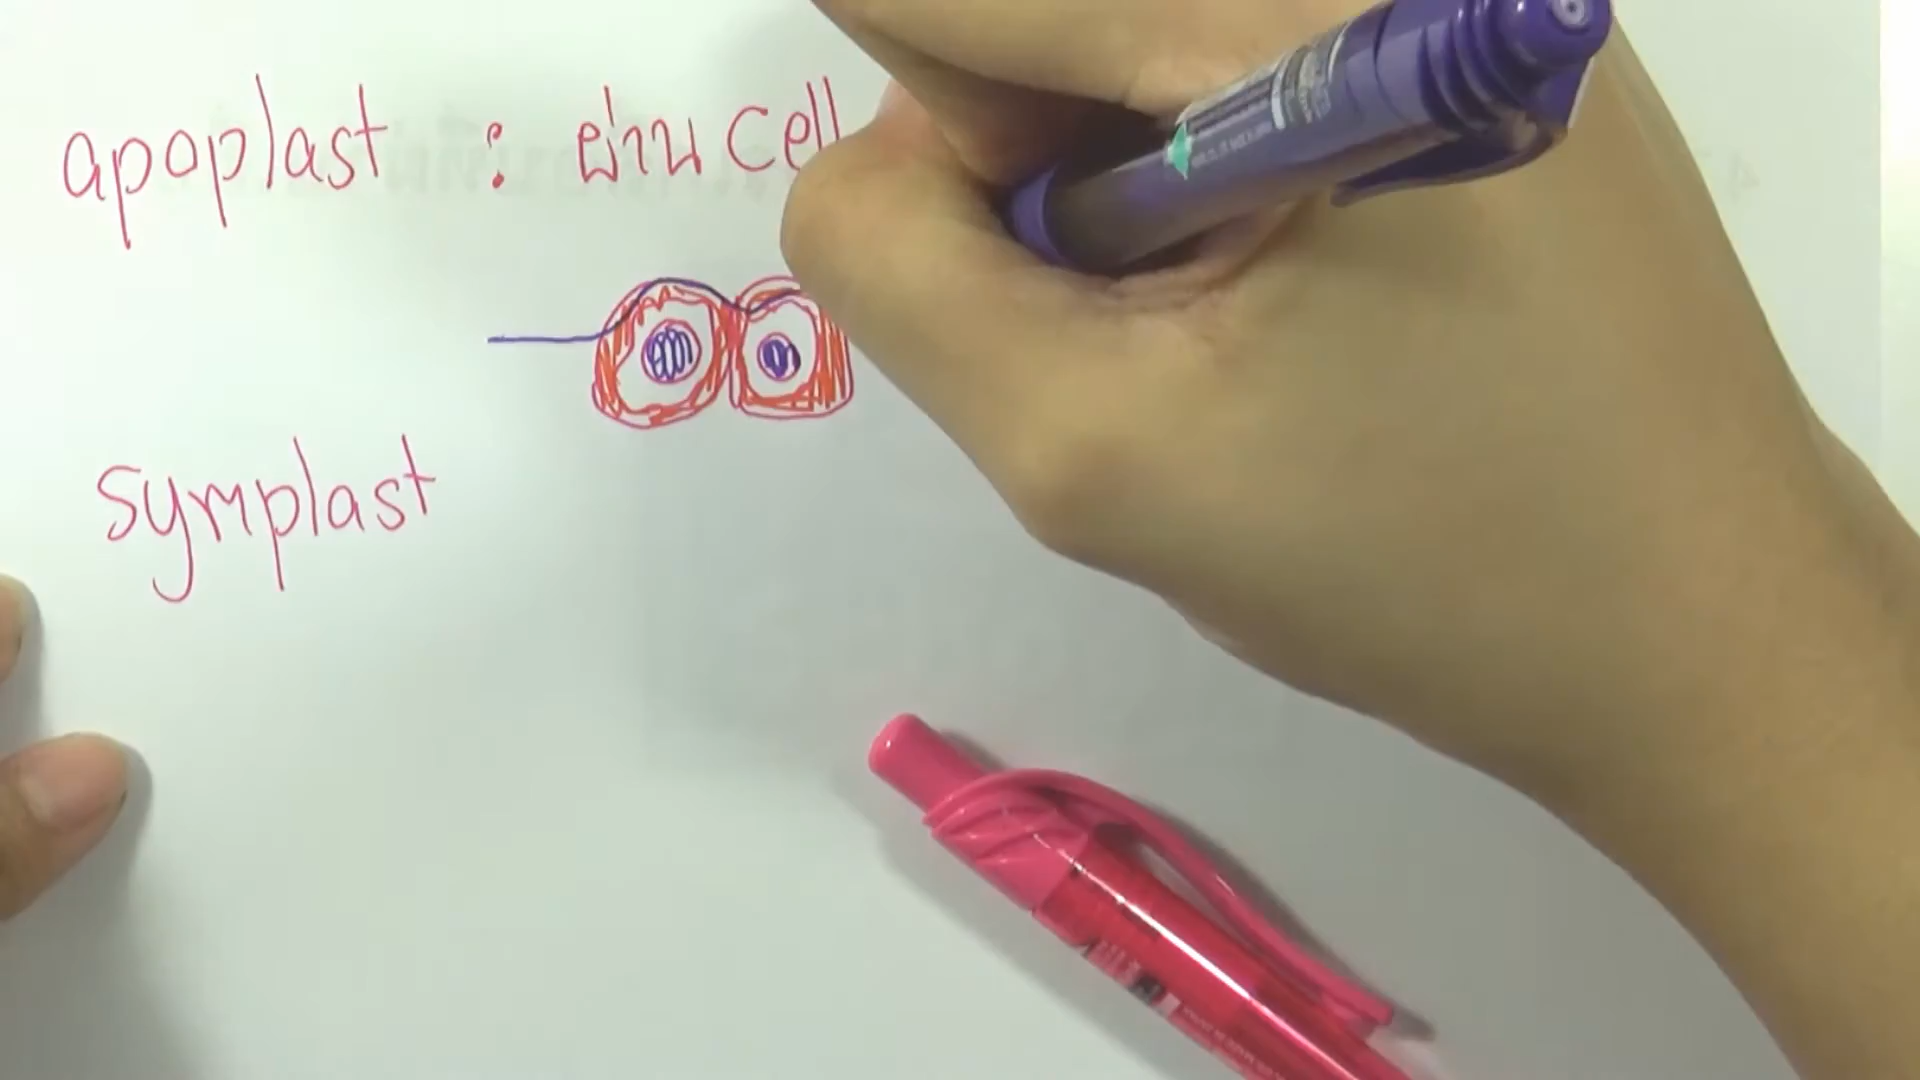 apoplast : ผ่าน cell
symplast